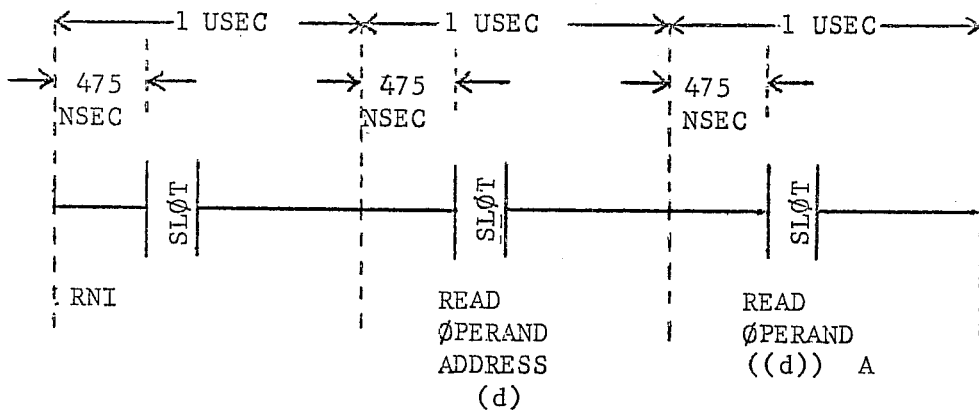 1 USEC 1 USEC 1 USEC
475 NSEC
475 NSEC
475 NSEC
SLØT
SLØT
SLØT
RNI
READ
ØPERAND
ADDRESS
(d)
READ
ØPERAND
((d)) A